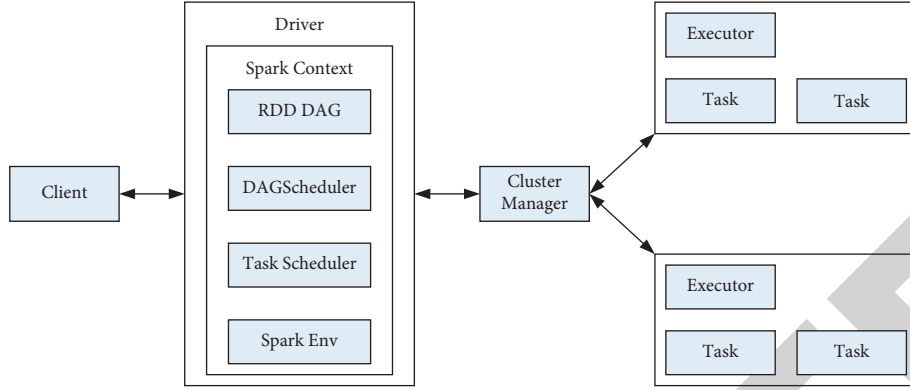 Driver
Spark Context
RDD DAG
DAGScheduler
Task Scheduler
Spark Env
Client
Cluster
Manager
Executor
Task
Task
Executor
Task
Task